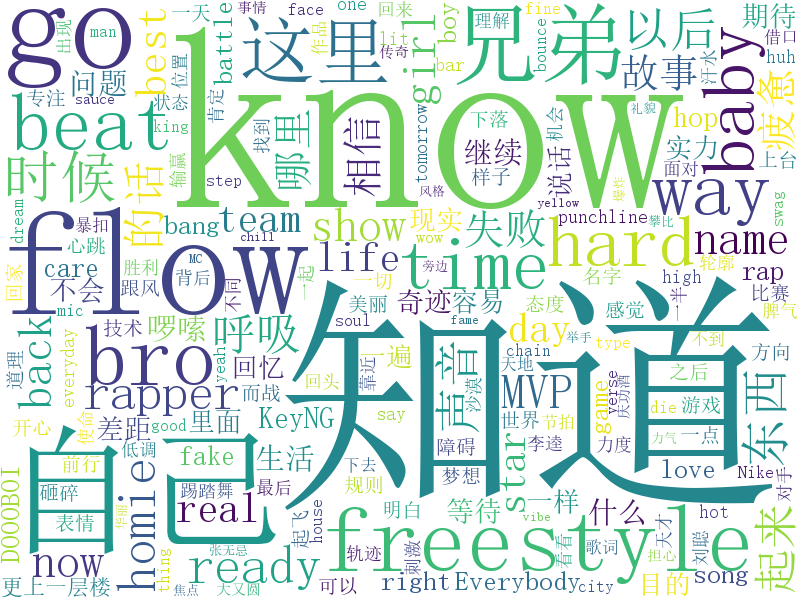 know
知道
自己
flow
go
freestyle
兄弟
这里
beat
bro
time
hard
way
baby
以后
故事
girl
best
battle
问题
专注
位置
状态
一天
出现
man
事情
face
作品
传奇
lit
one
回来
理解
boy
fine
bounce
期待
借口
huh
汗水
疲惫
hop
实力
上台
机会
说话
下落
样子
继续
bar
tomorrow
相信
哪里
找到
肯定
sauce
king
输赢
step
时候
的话
dream
心跳
暴扣
bang
team
show
现实
失败
风格
yellow
爆炸
攀比
swag
面对
punchline
wow
旁边
名字
high
轮廓
rap
name
比赛
脾气
回家
care
不会
胜利
跟风
MC
背后
chill
不同
一起
life
一切
美丽
奇迹
容易
态度
感觉
back
mic
技术
啰嗦
呼吸
soul
fame
举手
type
不到
道理
everyday
rapper
yeah
而战
回忆
回头
靠近
一遍
声音
沙漠
day
chain
天地
MVP
节拍
verse
庆功酒
game
之后
方向
东西
die
游戏
一点
力气
力度
世界
李逵
开心
使命
差距
good
里面
KeyNG
say
障碍
梦想
star
love
Nike
对手
D000B0I
前行
低调
fake
生活
下去
规则
homie
砸碎
表情
踢踏舞
最后
real
等待
一样
什么
hot
起来
now
华丽
thing
vibe
起飞
house
轨迹
刺激
明白
看看
歌词
天才
担心
刘聪
更上一层楼
焦点
张无忌
大又圆
ready
可以
right
Everybody
city
目的
song
一半